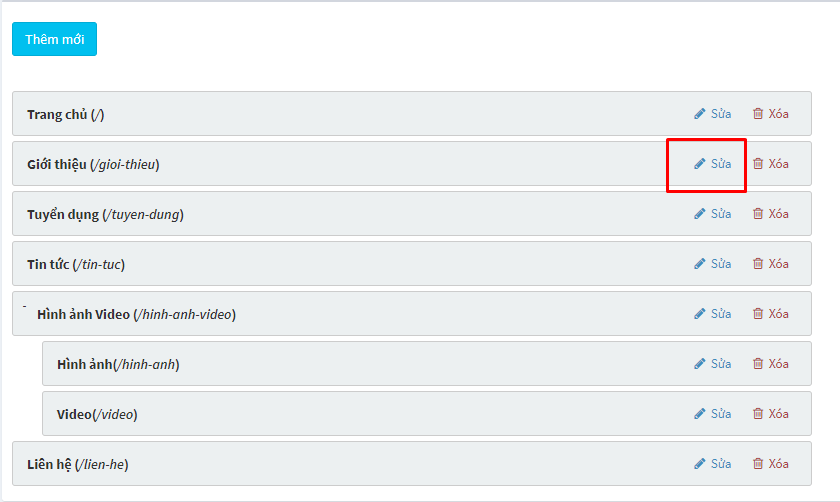 Thêm mới
Trang chủ (/) Sửa Xóa
Giới thiệu (/gioi-thieu) Sửa Xóa
Tuyển dụng (/tuyen-dung) Sửa Xóa
Tin tức (/tin-tuc) Sửa Xóa
- Hình ảnh Video (/hinh-anh-video) Sửa Xóa
Hình ảnh(/hinh-anh) Sửa Xóa
Video(/video) Sửa Xóa
Liên hệ (/lien-he) Sửa Xóa